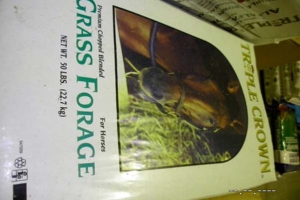 TRIPLE CROWN
Premium Chopped Blended
For Horses
GRASS FORAGE
NET WT. 50 LBS. (22.7 kg)